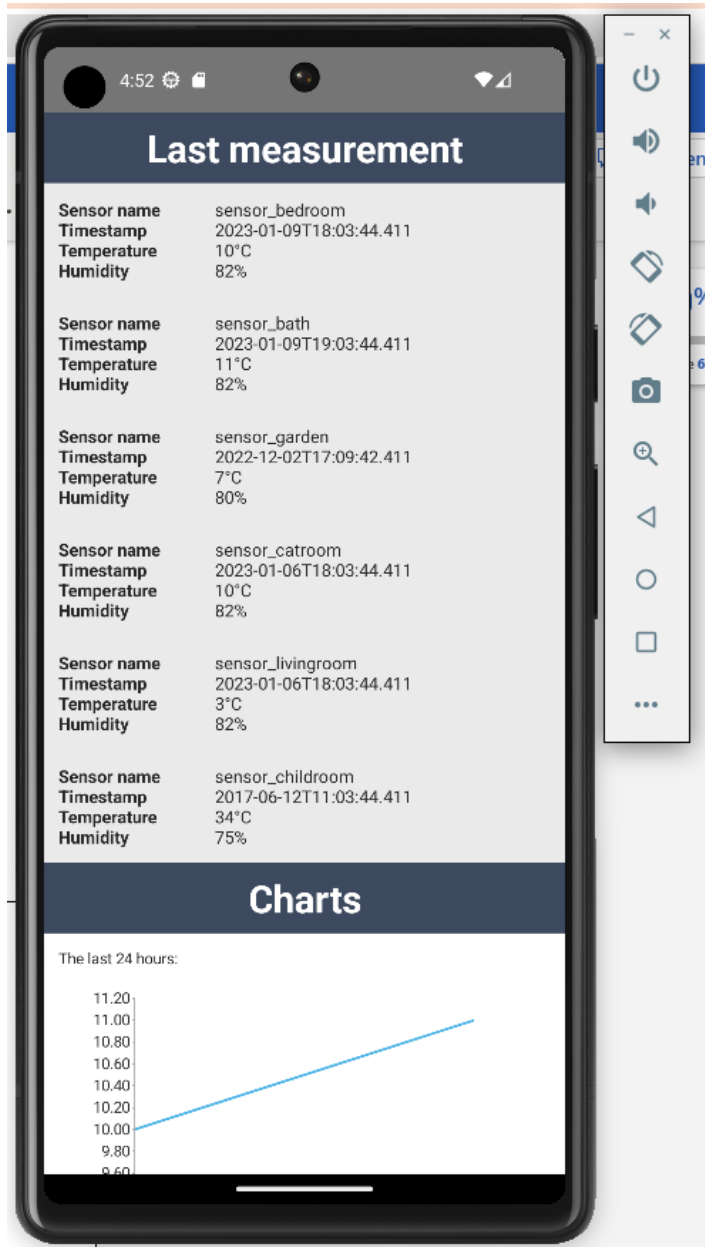 4:52
Last measurement
Sensor name sensor_bedroom
Timestamp 2023-01-09T18:03:44.411
Temperature 10°C
Humidity 82%
Sensor name sensor_bath
Timestamp 2023-01-09T19:03:44.411
Temperature 11°C
Humidity 82%
Sensor name sensor_garden
Timestamp 2022-12-02T17:09:42.411
Temperature 7°C
Humidity 80%
Sensor name sensor_catroom
Timestamp 2023-01-06T18:03:44.411
Temperature 10°C
Humidity 82%
Sensor name sensor_livingroom
Timestamp 2023-01-06T18:03:44.411
Temperature 3°C
Humidity 82%
Sensor name sensor_childroom
Timestamp 2017-06-12T11:03:44.411
Temperature 34°C
Humidity 75%
Charts
The last 24 hours:
11.20
11.00
10.80
10.60
10.40
10.20
10.00
9.80
9.60
en
%
e 6